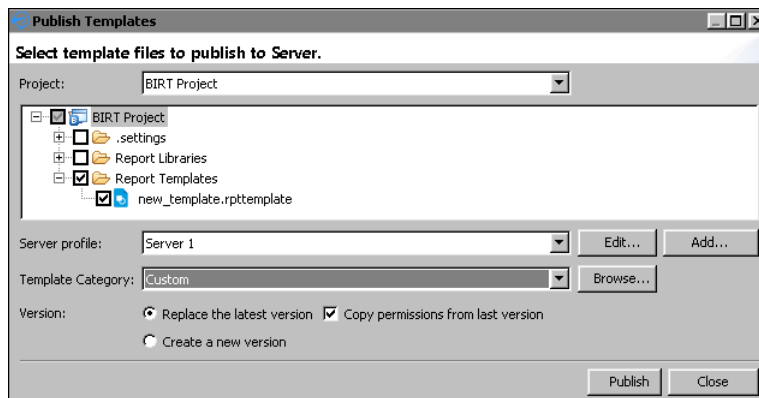 Publish Templates
Select template files to publish to Server.
Project: BIRT Project
BIRT Project
.settings
Report Libraries
Report Templates
new_template.rpttemplate
Server profile: Server 1 Edit... Add...
Template Category: Custom Browse...
Version: Replace the latest version Copy permissions from last version
Create a new version
Publish Close